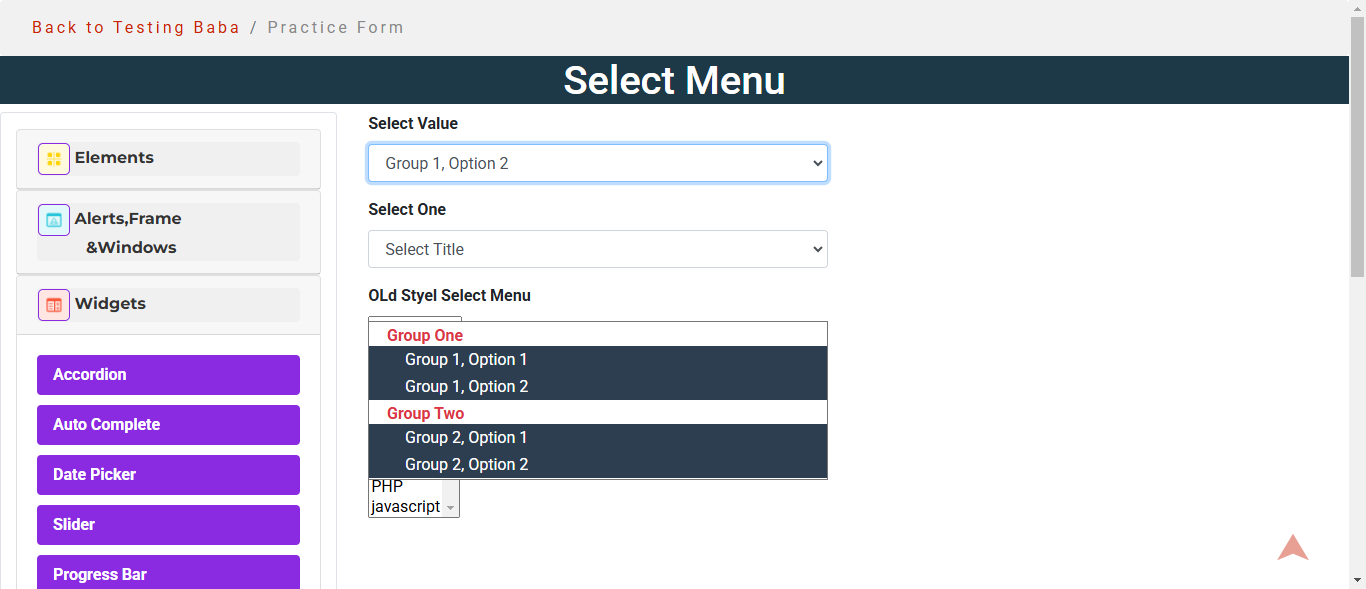 Back to Testing Baba / Practice Form
Select Menu
Elements
Alerts,Frame
&Windows
Widgets
Accordion
Auto Complete
Date Picker
Slider
Progress Bar
Select Value
Group 1, Option 2
Select One
Select Title
OLd Styel Select Menu
Group One
Group 1, Option 1
Group 1, Option 2
Group Two
Group 2, Option 1
Group 2, Option 2
PHP
javascript